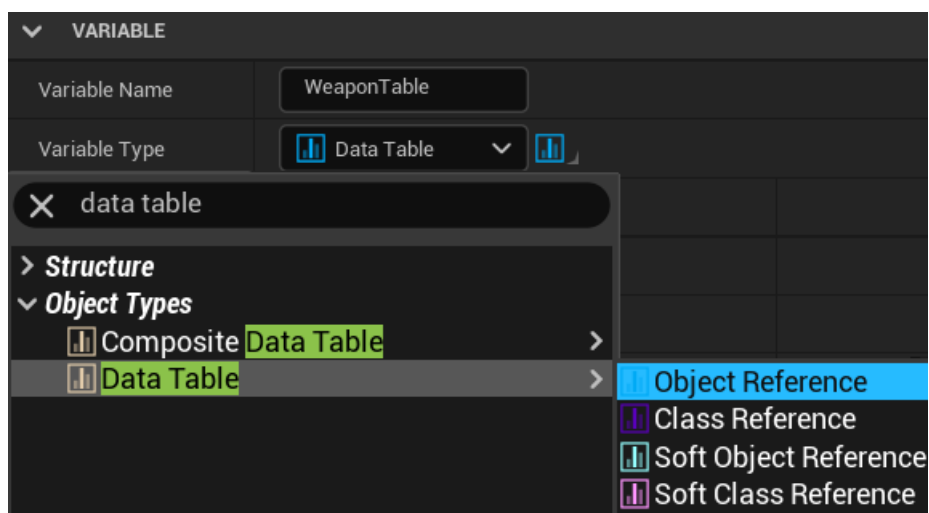 VARIABLE
Variable Name WeaponTable
Variable Type Data Table
data table
Structure
Object Types
Composite Data Table
Data Table
Object Reference
Class Reference
Soft Object Reference
Soft Class Reference